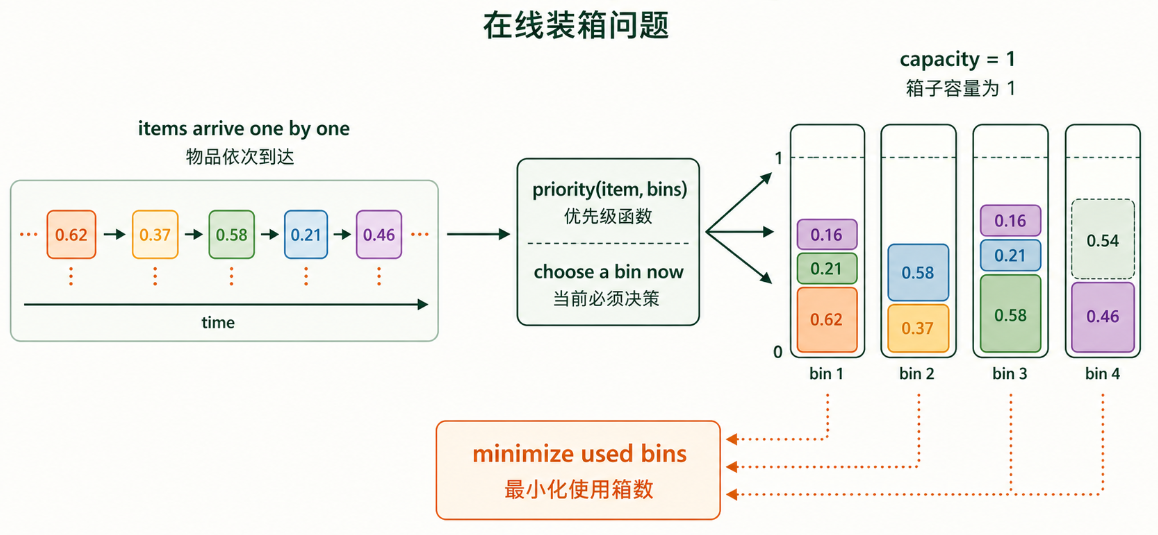 在线装箱问题
capacity = 1
箱子容量为 1
items arrive one by one
物品依次到达
0.62
0.37
0.58
0.21
0.46
time
priority(item, bins)
优先级函数
choose a bin now
当前必须决策
1
0
0.16
0.21
0.62
bin 1
0.58
0.37
bin 2
0.16
0.21
0.58
bin 3
0.54
0.46
bin 4
minimize used bins
最小化使用箱数